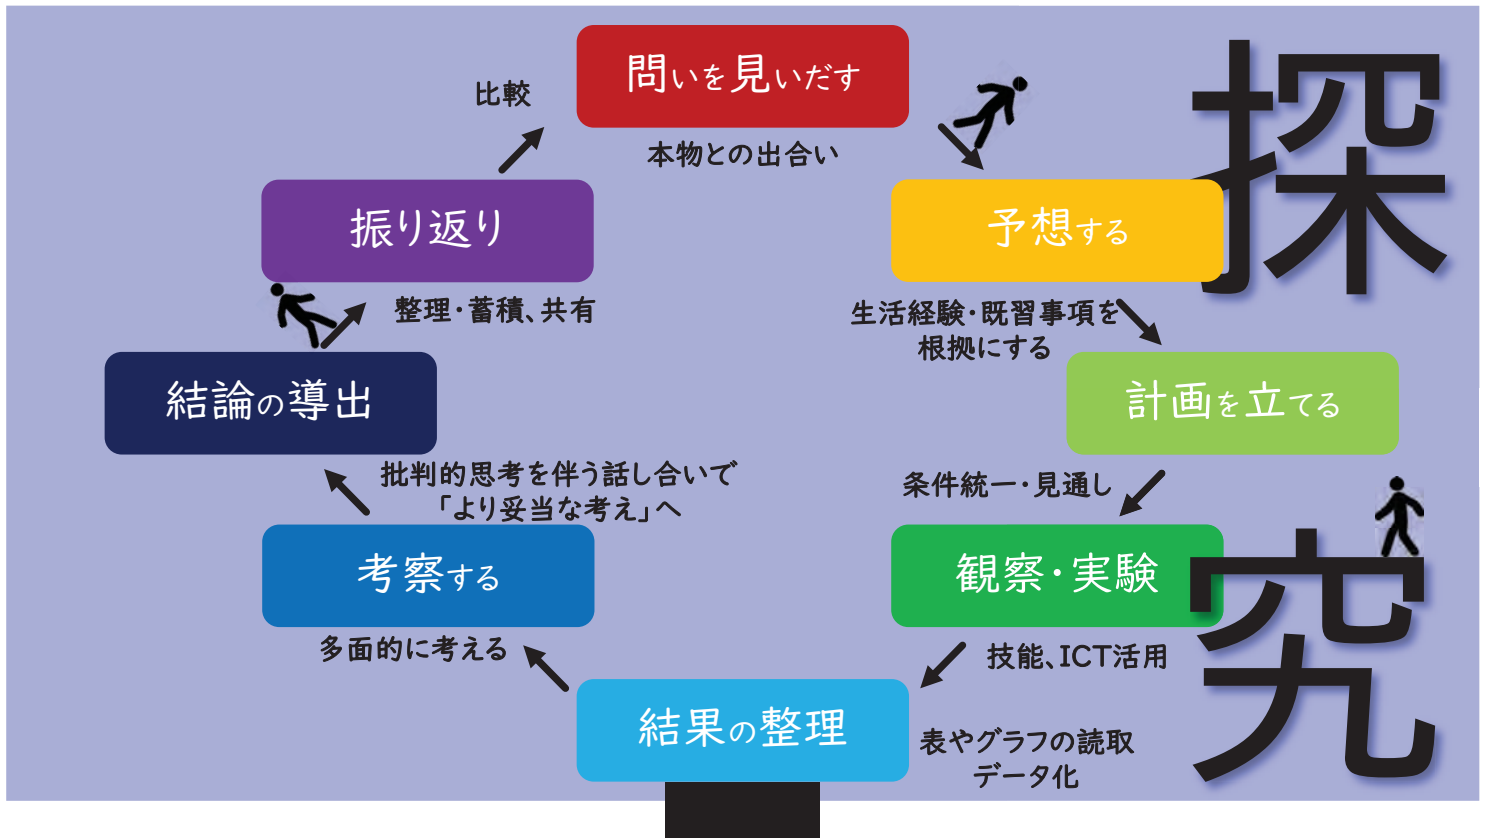 問いを見いだす
本物との出合い
比較
予想する
生活経験・既習事項を
根拠にする
計画を立てる
条件統一・見通し
観察・実験
技能、ICT活用
結果の整理
表やグラフの読取
データ化
考察する
多面的に考える
批判的思考を伴う話し合いで
「より妥当な考え」へ
結論の導出
振り返り
整理・蓄積、共有
探
究